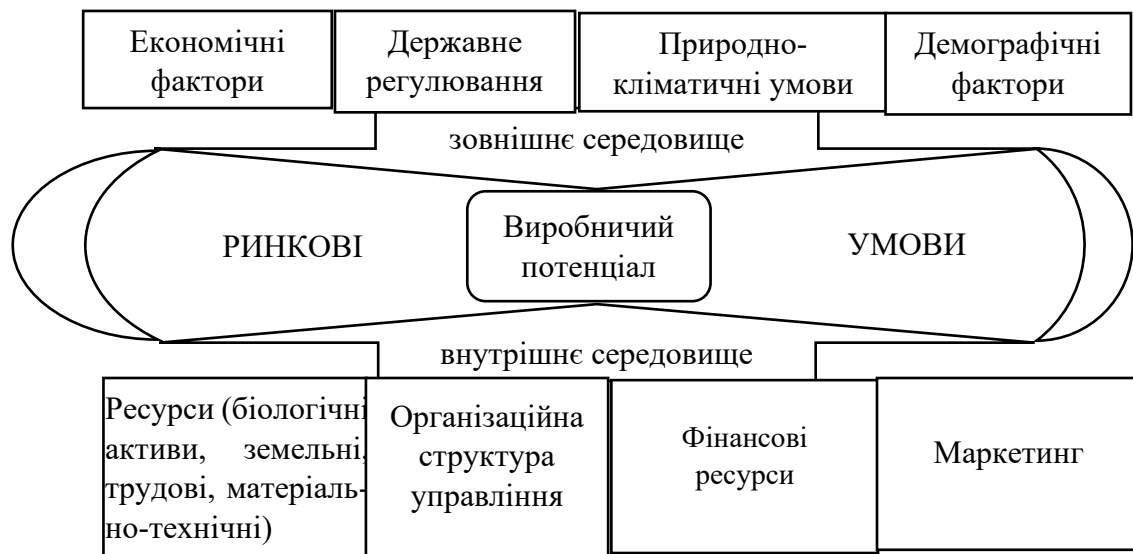 Економічні
фактори
Державне
регулювання
Природно-
кліматичні умови
Демографічні
фактори
зовнішнє середовище
РИНКОВІ
Виробничий
потенціал
УМОВИ
внутрішнє середовище
Ресурси (біологічні
активи, земельні,
трудові, матеріаль-
но-технічні)
Організаційна
структура
управління
Фінансові
ресурси
Маркетинг